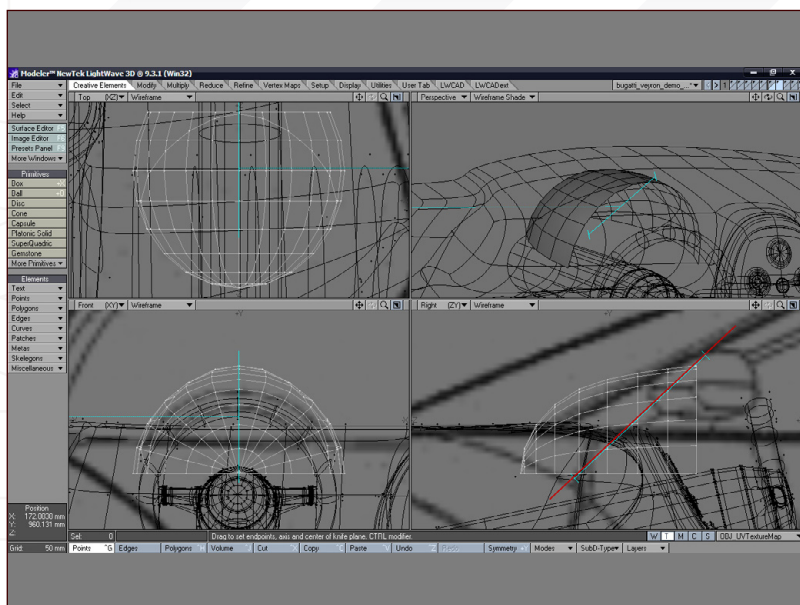 Modeler™ NewTek LightWave 3D ® 9.3.1 (Win32)
File Creative Elements Modify Multiply Reduce Refine Vertex Maps Setup Display Utilities User Tab LWCAD LWCADext bugatti_veyron_demo_... 1
Edit Top (XZ) Wireframe Perspective Wireframe Shade
Select
Help
Surface Editor
Image Editor
Presets Panel
More Windows
Primitives
Box
Ball
Disc
Cone
Capsule
Platonic Solid
SuperQuadric
Gemstone
More Primitives
Elements
Text
Points Front (XY) Wireframe Right (ZY) Wireframe
Polygons
Edges
Curves
Patches
Metas
Skelegons
Miscellaneous
Position
X: 172.0000 mm
Y: 960.131 mm
Z:
Sel: 0 Drag to set endpoints, axis and center of knife plane. CTRL modifier. W T M C S OBJ_UVTextureMap
Grid: 50 mm Points ^G Edges Polygons Volume Cut Copy Paste Undo Symmetry Modes SubD-Type Layers